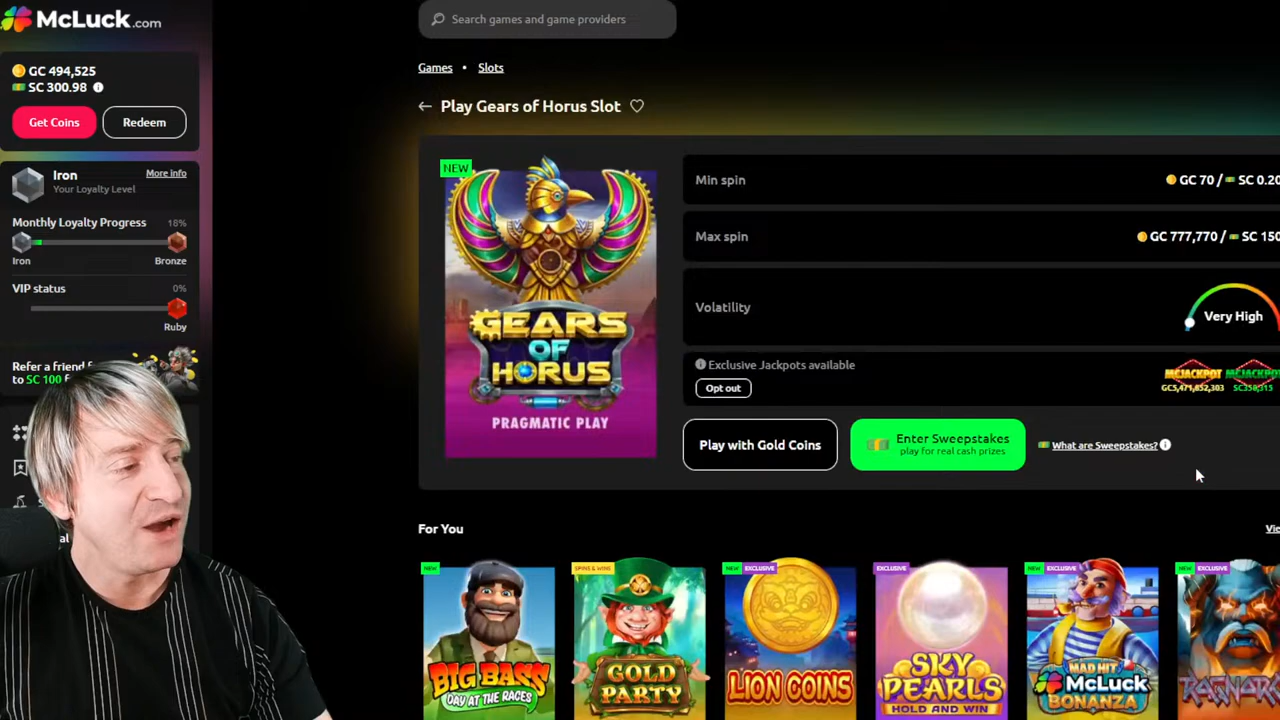 McLuck.com
Search games and game providers
GC 494,525
SC 300.98
Get Coins
Redeem
Iron
More info
Your Loyalty Level
Monthly Loyalty Progress
18%
Iron
Bronze
VIP status
0%
Ruby
Refer a friend
to SC 100
Games • Slots
← Play Gears of Horus Slot
NEW
GEARS
OF
HORUS
PRAGMATIC PLAY
Min spin
GC 70 / SC 0.20
Max spin
GC 777,770 / SC 150
Volatility
Very High
Exclusive Jackpots available
Opt out
MCJACKPOT
MCJACKPOT
Play with Gold Coins
Enter Sweepstakes
play for real cash prizes
What are Sweepstakes?
For You
NEW
BIG BASS
DAY AT THE RACES
SPINS & WINS
GOLD
PARTY
NEW EXCLUSIVE
LION COINS
EXCLUSIVE
SKY
PEARLS
HOLD AND WIN
NEW EXCLUSIVE
MAD HIT
McLuck
BONANZA
NEW EXCLUSIVE